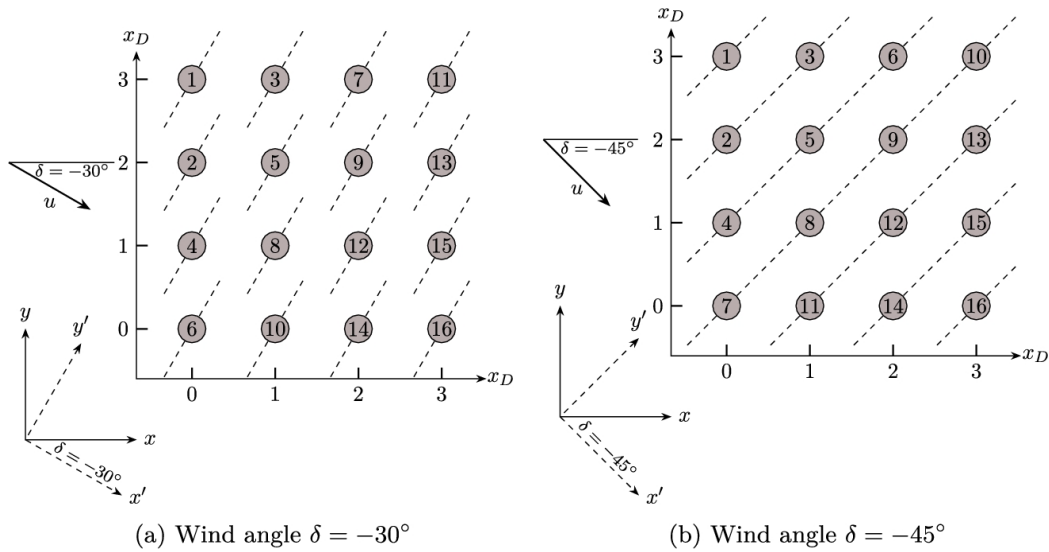 x_D
3 1 3 7 11
2 2 5 9 13
δ = −30°
u
1 4 8 12 15
0 6 10 14 16
0 1 2 3 x_D
y y′
x
δ = −30°
x′
(a) Wind angle δ = −30°
x_D
3 1 3 6 10
2 2 5 9 13
δ = −45°
u
1 4 8 12 15
0 7 11 14 16
0 1 2 3 x_D
y y′
x
δ = −45°
x′
(b) Wind angle δ = −45°